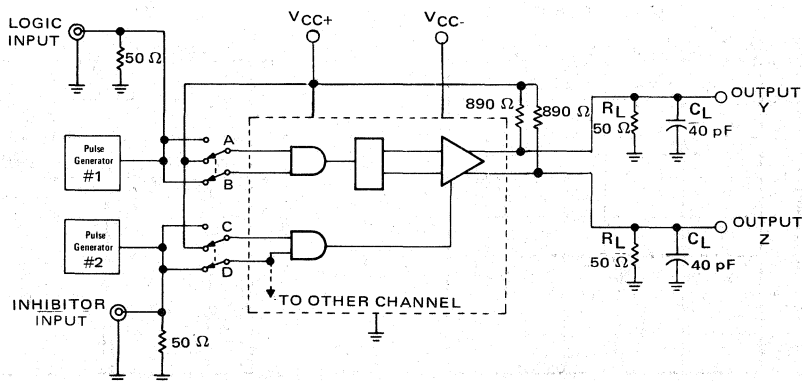 LOGIC
INPUT
50 Ω
VCC+
VCC-
890 Ω
890 Ω
RL
50 Ω
CL
40 pF
OUTPUT
Y
Pulse
Generator
#1
A
B
Pulse
Generator
#2
C
D
RL
50 Ω
CL
40 pF
OUTPUT
Z
TO OTHER CHANNEL
INHIBITOR
INPUT
50 Ω